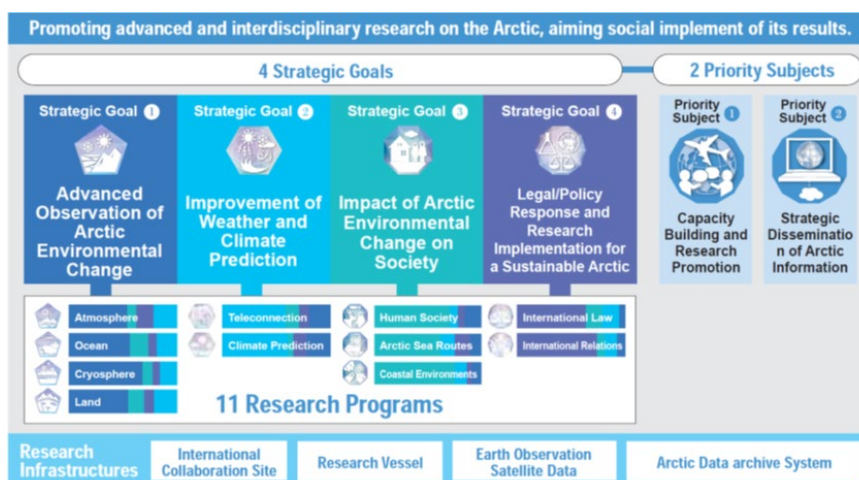 Promoting advanced and interdisciplinary research on the Arctic, aiming social implement of its results.
4 Strategic Goals
2 Priority Subjects
Strategic Goal 1
Advanced
Observation of
Arctic
Environmental
Change
Strategic Goal 2
Improvement of
Weather and
Climate
Prediction
Strategic Goal 3
Impact of Arctic
Environmental
Change on
Society
Strategic Goal 4
Legal/Policy
Response and
Research
Implementation for
a Sustainable Arctic
Priority
Subject 1
Capacity
Building and
Research
Promotion
Priority
Subject 2
Strategic
Disseminatio
n of Arctic
Information
Atmosphere
Ocean
Cryosphere
Land
Teleconnection
Climate Prediction
Human Society
Arctic Sea Routes
Coastal Environments
International Law
International Relations
11 Research Programs
Research
Infrastructures
International
Collaboration Site
Research Vessel
Earth Observation
Satellite Data
Arctic Data archive System